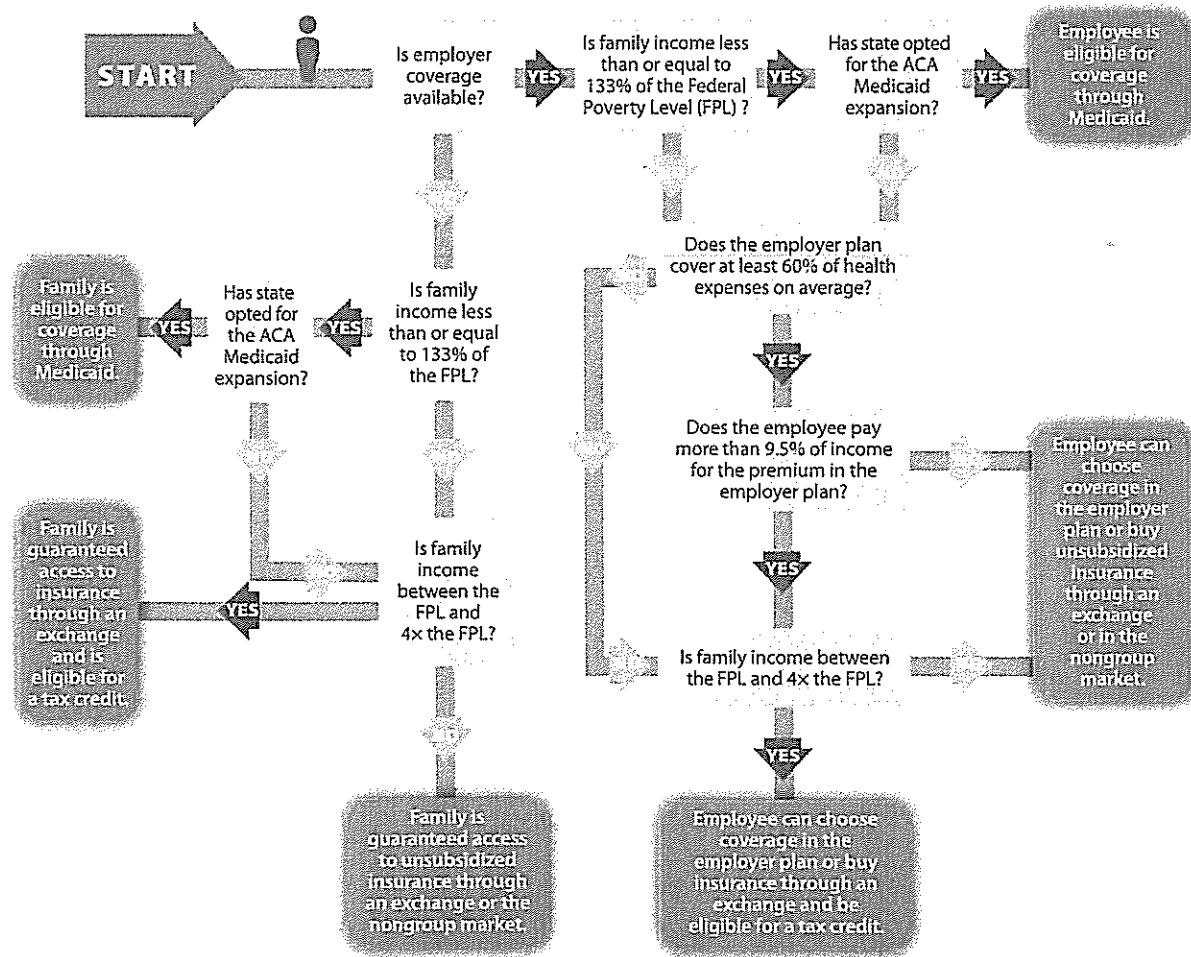 START
Is employer
coverage
available?
YES
Is family income less
than or equal to
133% of the Federal
Poverty Level (FPL) ?
YES
Has state opted
for the ACA
Medicaid
expansion?
YES
Employee is
eligible for
coverage
through
Medicaid.
Does the employer plan
cover at least 60% of health
expenses on average?
Family is
eligible for
coverage
through
Medicaid.
YES
Has state
opted for
the ACA
Medicaid
expansion?
YES
Is family
income less
than or equal
to 133% of
the FPL?
YES
Does the employee pay
more than 9.5% of income
for the premium in the
employer plan?
Employee can
choose
coverage in
the employer
plan or buy
unsubsidized
insurance
through an
exchange
or in the
nongroup
market.
Family is
guaranteed
access to
insurance
through an
exchange
and is
eligible for
a tax credit.
YES
Is family
income
between the
FPL and
4x the FPL?
YES
Is family income between
the FPL and 4x the FPL?
YES
Family is
guaranteed access
to unsubsidized
insurance through
an exchange or the
nongroup market.
Employee can choose
coverage in the
employer plan or buy
insurance through an
exchange and be
eligible for a tax credit.